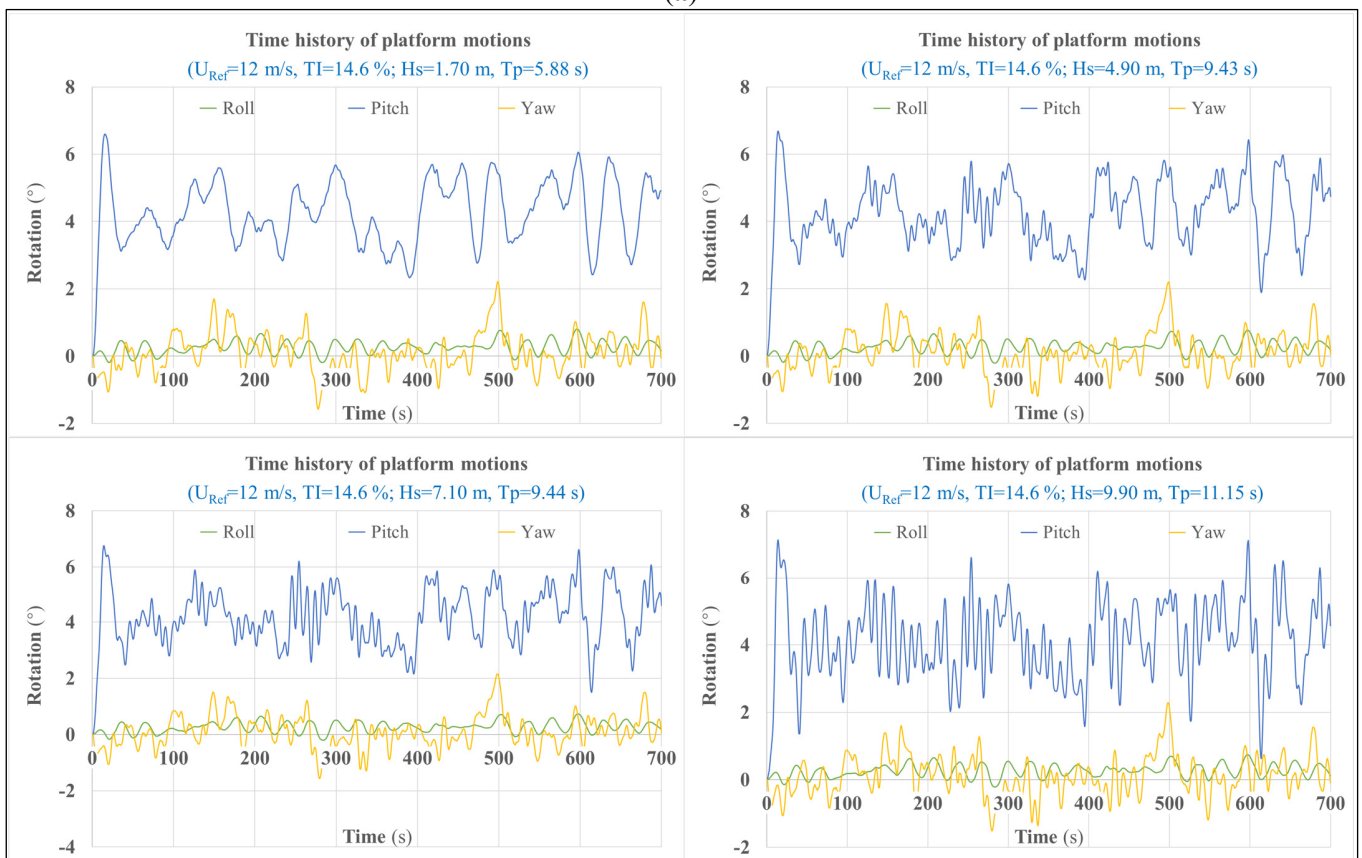 Time history of platform motions
(URef=12 m/s, TI=14.6 %; Hs=1.70 m, Tp=5.88 s)
8
Roll Pitch Yaw
6
4
2
0
-2
Rotation (°)
0 100 200 300 400 500 600 700
Time (s)
Time history of platform motions
(URef=12 m/s, TI=14.6 %; Hs=4.90 m, Tp=9.43 s)
8
Roll Pitch Yaw
6
4
2
0
-2
Rotation (°)
0 100 200 300 400 500 600 700
Time (s)
Time history of platform motions
(URef=12 m/s, TI=14.6 %; Hs=7.10 m, Tp=9.44 s)
8
Roll Pitch Yaw
6
4
2
0
-2
-4
Rotation (°)
0 100 200 300 400 500 600 700
Time (s)
Time history of platform motions
(URef=12 m/s, TI=14.6 %; Hs=9.90 m, Tp=11.15 s)
8
Roll Pitch Yaw
6
4
2
0
-2
Rotation (°)
0 100 200 300 400 500 600 700
Time (s)